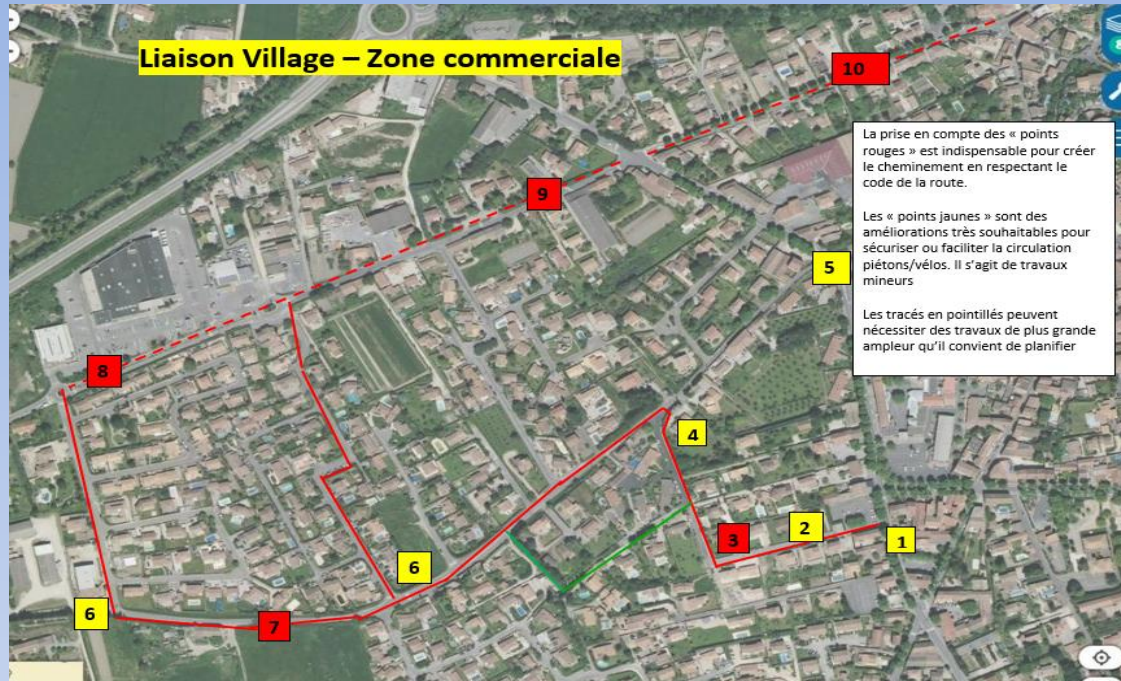 Liaison Village – Zone commerciale
10
La prise en compte des « points
rouges » est indispensable pour créer
le cheminement en respectant le
code de la route.
Les « points jaunes » sont des
améliorations très souhaitables pour
sécuriser ou faciliter la circulation
piétons/vélos. Il s’agit de travaux
mineurs
Les tracés en pointillés peuvent
nécessiter des travaux de plus grande
ampleur qu’il convient de planifier
9
5
8
4
3
2
1
6
6
7